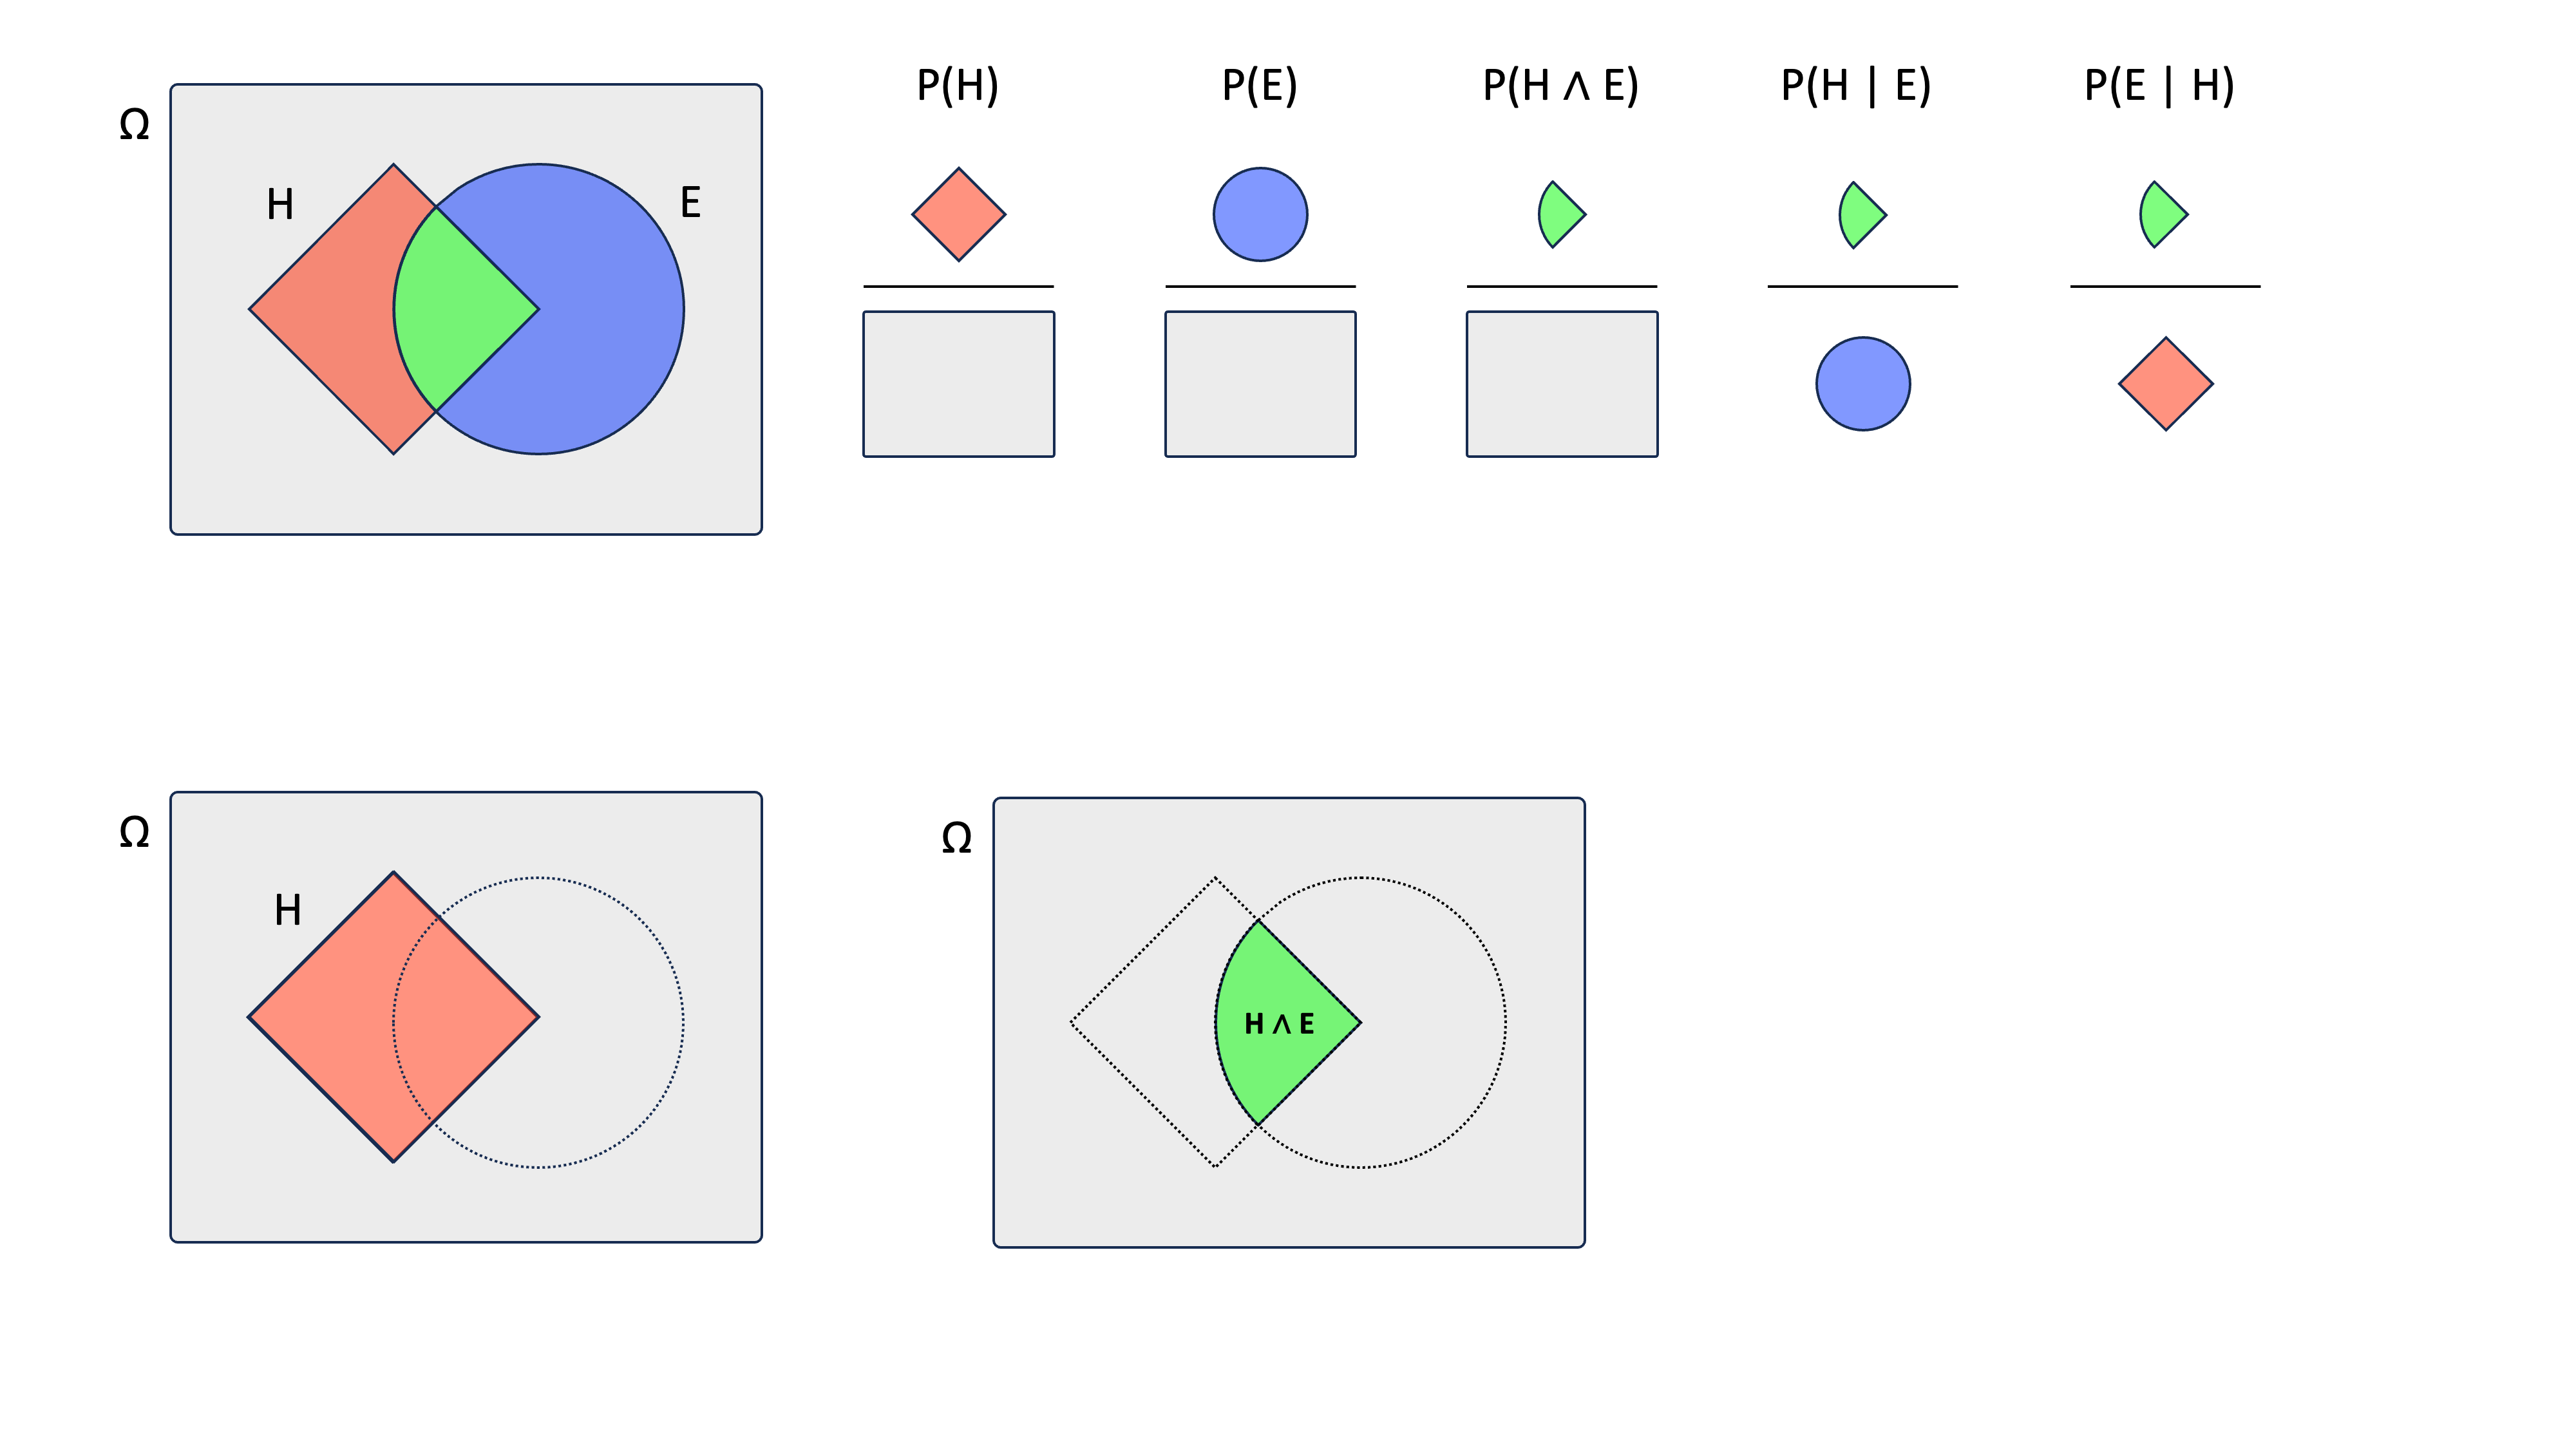 Ω
H
E
P(H)
P(E)
P(H ∧ E)
P(H | E)
P(E | H)
Ω
H
Ω
H ∧ E